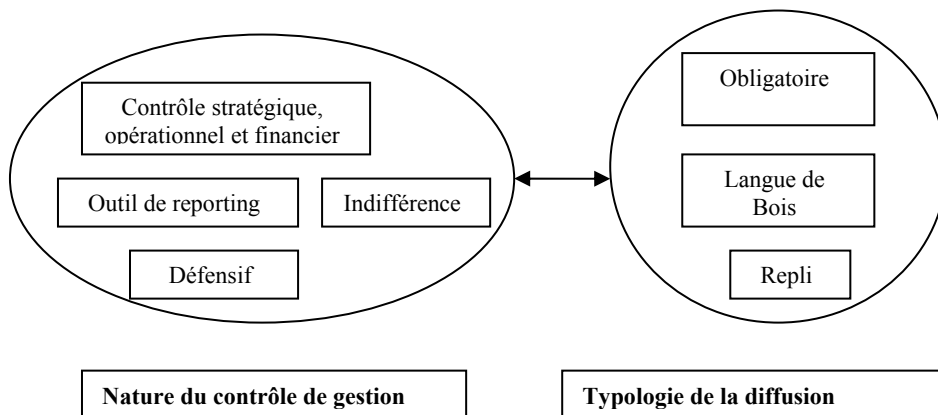 Contrôle stratégique,
opérationnel et financier
Outil de reporting
Indifférence
Défensif
Obligatoire
Langue de
Bois
Repli
Nature du contrôle de gestion
Typologie de la diffusion